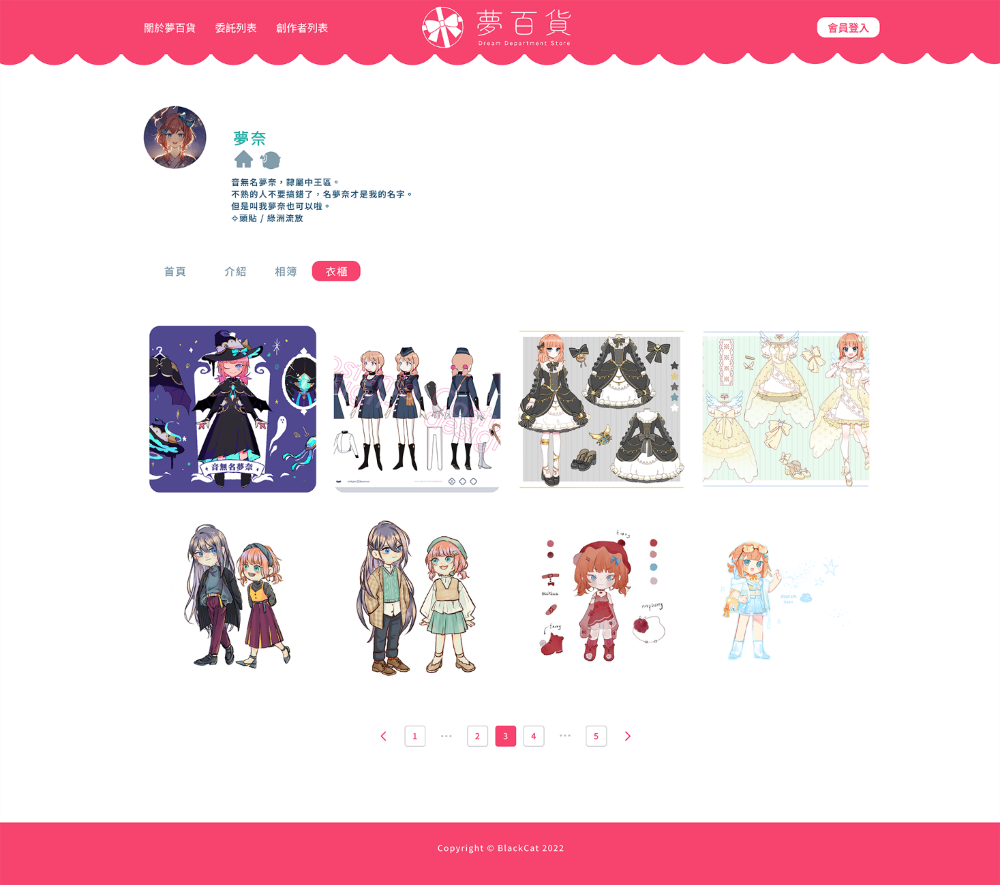 關於夢百貨
委託列表
創作者列表
夢百貨
Dream Department Store
會員登入
夢奈
音無名夢奈，隸屬中王區。
不熟的人不要搞錯了，名夢奈才是我的名字。
但是叫我夢奈也可以啦。
✧頭貼 / 綠洲流放
首頁
介紹
相簿
衣櫃
音無名夢奈
design
necklace
raspberry
1
...
2
3
4
...
5
Copyright © BlackCat 2022